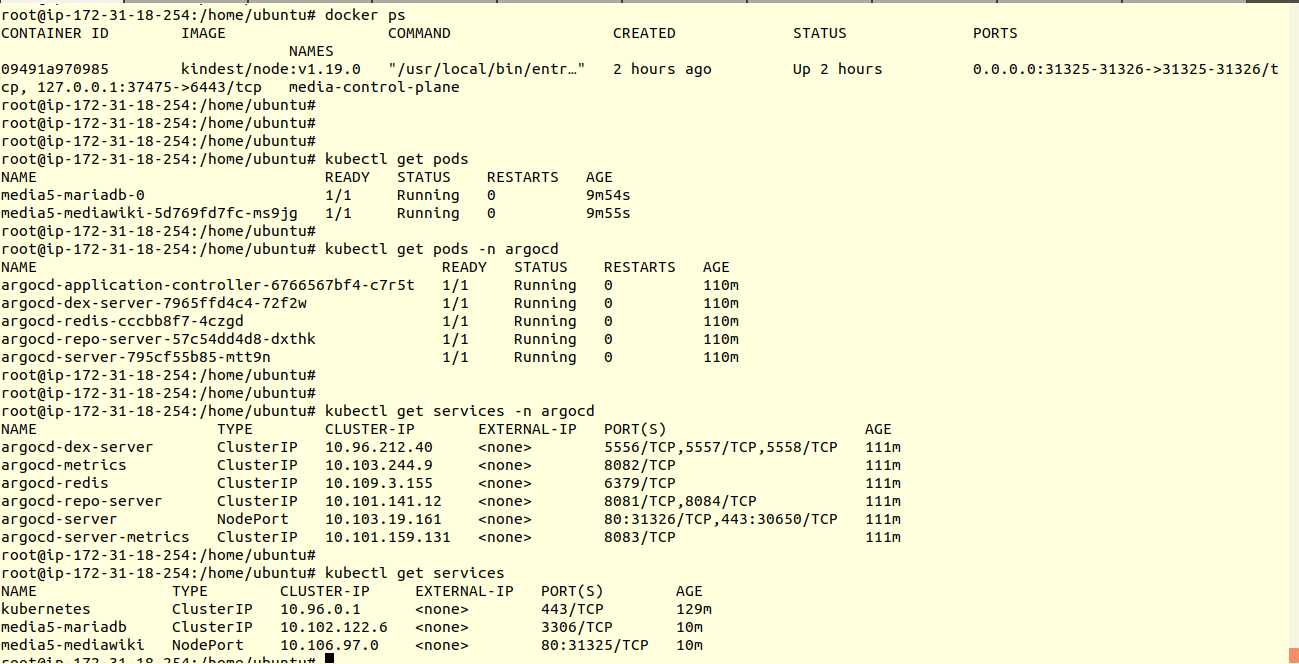 root@ip-172-31-18-254:/home/ubuntu# docker ps
CONTAINER ID        IMAGE                  COMMAND                  CREATED             STATUS              PORTS
                                NAMES
09491a970985        kindest/node:v1.19.0   "/usr/local/bin/entr…"   2 hours ago         Up 2 hours          0.0.0.0:31325-31326->31325-31326/t
cp, 127.0.0.1:37475->6443/tcp   media-control-plane
root@ip-172-31-18-254:/home/ubuntu#
root@ip-172-31-18-254:/home/ubuntu#
root@ip-172-31-18-254:/home/ubuntu#
root@ip-172-31-18-254:/home/ubuntu# kubectl get pods
NAME                                READY   STATUS    RESTARTS   AGE
media5-mariadb-0                    1/1     Running   0          9m54s
media5-mediawiki-5d769fd7fc-ms9jg   1/1     Running   0          9m55s
root@ip-172-31-18-254:/home/ubuntu#
root@ip-172-31-18-254:/home/ubuntu# kubectl get pods -n argocd
NAME                                             READY   STATUS    RESTARTS   AGE
argocd-application-controller-6766567bf4-c7r5t   1/1     Running   0          110m
argocd-dex-server-7965ffd4c4-72f2w               1/1     Running   0          110m
argocd-redis-cccbb8f7-4czgd                      1/1     Running   0          110m
argocd-repo-server-57c54dd4d8-dxthk              1/1     Running   0          110m
argocd-server-795cf55b85-mtt9n                   1/1     Running   0          110m
root@ip-172-31-18-254:/home/ubuntu#
root@ip-172-31-18-254:/home/ubuntu#
root@ip-172-31-18-254:/home/ubuntu# kubectl get services -n argocd
NAME                    TYPE        CLUSTER-IP       EXTERNAL-IP   PORT(S)                      AGE
argocd-dex-server       ClusterIP   10.96.212.40     <none>        5556/TCP,5557/TCP,5558/TCP   111m
argocd-metrics          ClusterIP   10.103.244.9     <none>        8082/TCP                     111m
argocd-redis            ClusterIP   10.109.3.155     <none>        6379/TCP                     111m
argocd-repo-server      ClusterIP   10.101.141.12    <none>        8081/TCP,8084/TCP            111m
argocd-server           NodePort    10.103.19.161    <none>        80:31326/TCP,443:30650/TCP   111m
argocd-server-metrics   ClusterIP   10.101.159.131   <none>        8083/TCP                     111m
root@ip-172-31-18-254:/home/ubuntu#
root@ip-172-31-18-254:/home/ubuntu# kubectl get services
NAME               TYPE        CLUSTER-IP     EXTERNAL-IP   PORT(S)        AGE
kubernetes         ClusterIP   10.96.0.1      <none>        443/TCP        129m
media5-mariadb     ClusterIP   10.102.122.6   <none>        3306/TCP       10m
media5-mediawiki   NodePort    10.106.97.0    <none>        80:31325/TCP   10m
root@ip-172-31-18-254:/home/ubuntu#